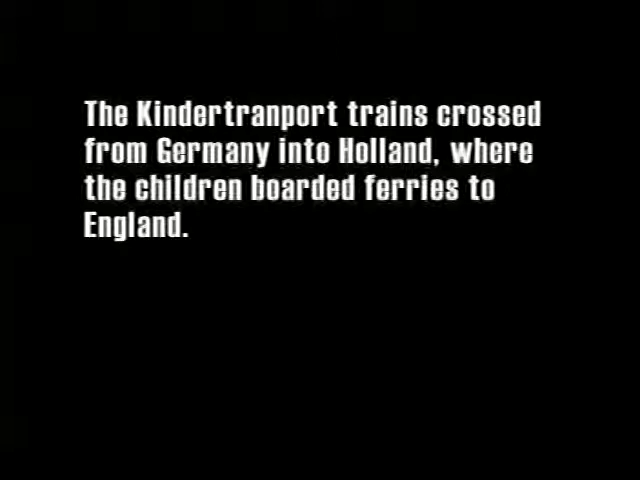 The Kindertranport trains crossed
from Germany into Holland, where
the children boarded ferries to
England.